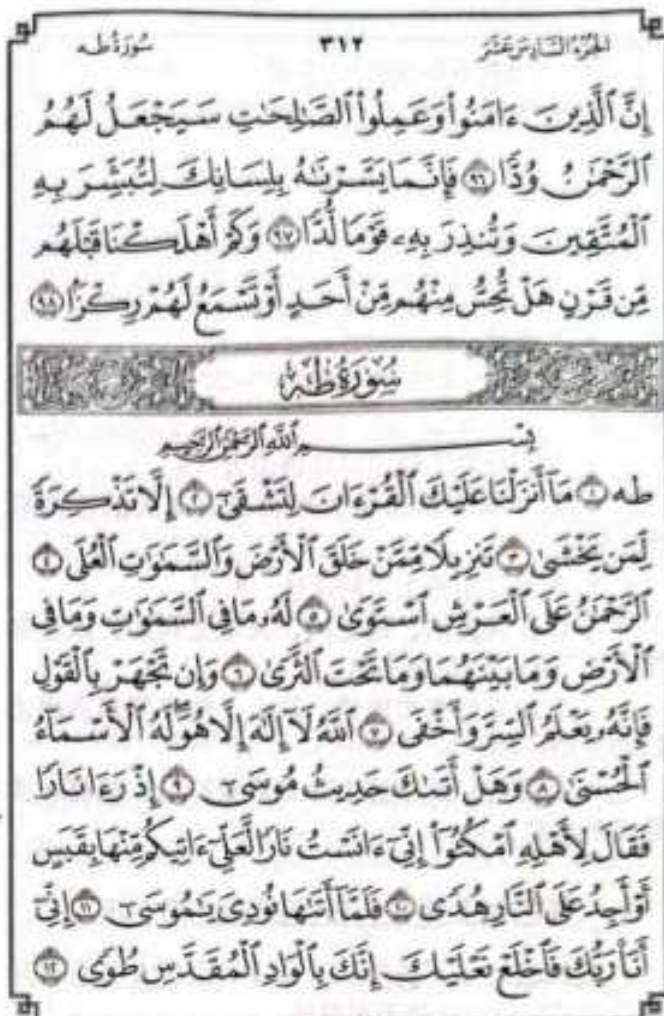 الجزء السادس عشر ٣١٢ سورة طه
إِنَّ ٱلَّذِينَ ءَامَنُواْ وَعَمِلُواْ ٱلصَّٰلِحَٰتِ سَيَجْعَلُ لَهُمُ
ٱلرَّحْمَٰنُ وُدًّا ٩٦ فَإِنَّمَا يَسَّرْنَٰهُ بِلِسَانِكَ لِتُبَشِّرَ بِهِ
ٱلْمُتَّقِينَ وَتُنذِرَ بِهِۦ قَوْمًا لُّدًّا ٩٧ وَكَمْ أَهْلَكْنَا قَبْلَهُم
مِّن قَرْنٍ هَلْ تُحِسُّ مِنْهُم مِّنْ أَحَدٍ أَوْ تَسْمَعُ لَهُمْ رِكْزًۢا ٩٨
سُورَةُ طه
بِسْمِ ٱللَّهِ ٱلرَّحْمَٰنِ ٱلرَّحِيمِ
طه ١ مَآ أَنزَلْنَا عَلَيْكَ ٱلْقُرْءَانَ لِتَشْقَىٰٓ ٢ إِلَّا تَذْكِرَةً
لِّمَن يَخْشَىٰ ٣ تَنزِيلًا مِّمَّنْ خَلَقَ ٱلْأَرْضَ وَٱلسَّمَٰوَٰتِ ٱلْعُلَى ٤
ٱلرَّحْمَٰنُ عَلَى ٱلْعَرْشِ ٱسْتَوَىٰ ٥ لَهُۥ مَا فِي ٱلسَّمَٰوَٰتِ وَمَا فِي
ٱلْأَرْضِ وَمَا بَيْنَهُمَا وَمَا تَحْتَ ٱلثَّرَىٰ ٦ وَإِن تَجْهَرْ بِٱلْقَوْلِ
فَإِنَّهُۥ يَعْلَمُ ٱلسِّرَّ وَأَخْفَى ٧ ٱللَّهُ لَآ إِلَٰهَ إِلَّا هُوَۖ لَهُ ٱلْأَسْمَآءُ
ٱلْحُسْنَىٰ ٨ وَهَلْ أَتَىٰكَ حَدِيثُ مُوسَىٰٓ ٩ إِذْ رَءَا نَارًا
فَقَالَ لِأَهْلِهِ ٱمْكُثُوٓاْ إِنِّيٓ ءَانَسْتُ نَارًا لَّعَلِّيٓ ءَاتِيكُم مِّنْهَا بِقَبَسٍ
أَوْ أَجِدُ عَلَى ٱلنَّارِ هُدًى ١٠ فَلَمَّآ أَتَىٰهَا نُودِيَ يَٰمُوسَىٰٓ ١١ إِنِّيٓ
أَنَا۠ رَبُّكَ فَٱخْلَعْ نَعْلَيْكَ إِنَّكَ بِٱلْوَادِ ٱلْمُقَدَّسِ طُوًى ١٢